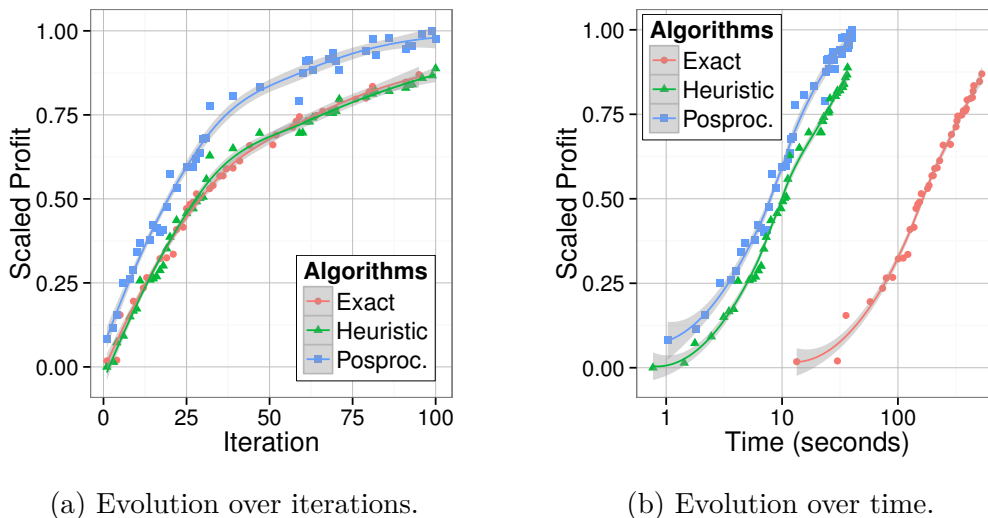 Scaled Profit
1.00
0.75
0.50
0.25
0.00
0
25
50
75
100
Iteration
Algorithms
Exact
Heuristic
Posproc.
(a) Evolution over iterations.
Scaled Profit
1.00
0.75
0.50
0.25
0.00
1
10
100
Time (seconds)
Algorithms
Exact
Heuristic
Posproc.
(b) Evolution over time.